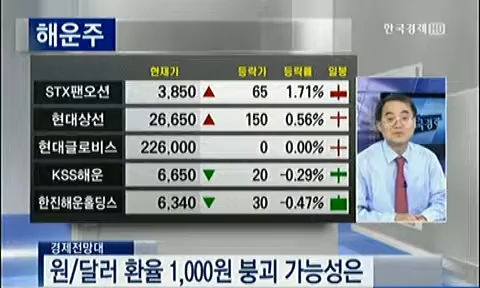 해운주
한국경제HD
현재가 등락가 등락률 일봉
STX팬오션 3,850 ▲ 65 1.71%
현대상선 26,650 ▲ 150 0.56%
현대글로비스 226,000 0 0.00%
KSS해운 6,650 ▼ 20 -0.29%
한진해운홀딩스 6,340 ▼ 30 -0.47%
경제전망대
원/달러 환율 1,000원 붕괴 가능성은